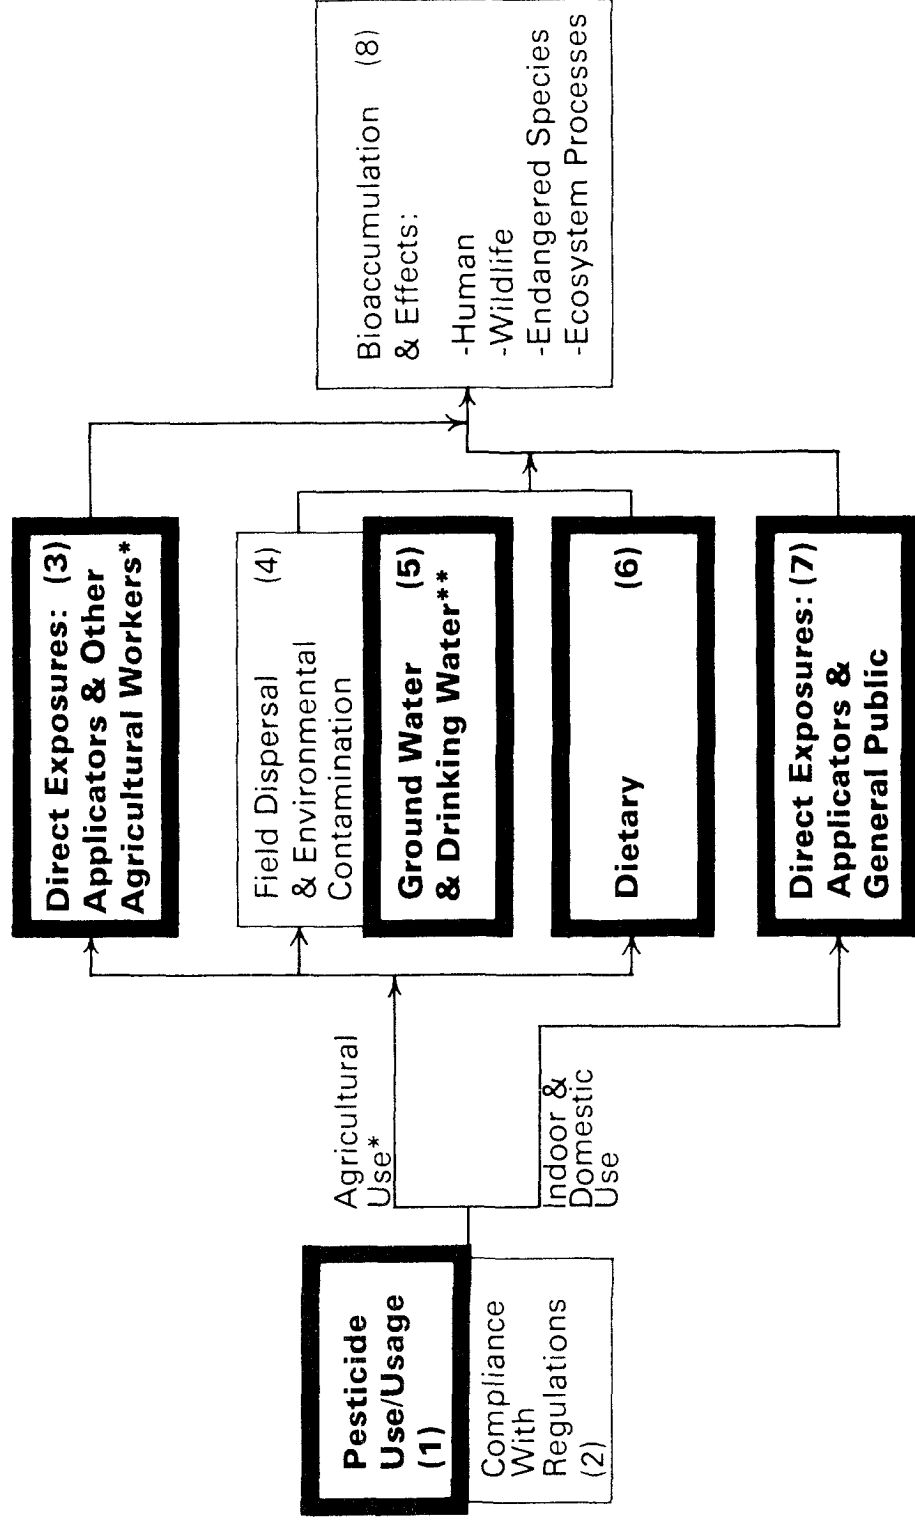 Pesticide
Use/Usage
(1)
Compliance
With
Regulations
(2)
Agricultural
Use*
Indoor &
Domestic
Use
Direct Exposures: (3)
Applicators & Other
Agricultural Workers*
Field Dispersal (4)
& Environmental
Contamination
Ground Water (5)
& Drinking Water**
Dietary (6)
Direct Exposures: (7)
Applicators &
General Public
Bioaccumulation (8)
& Effects:
-Human
-Wildlife
-Endangered Species
-Ecosystem Processes